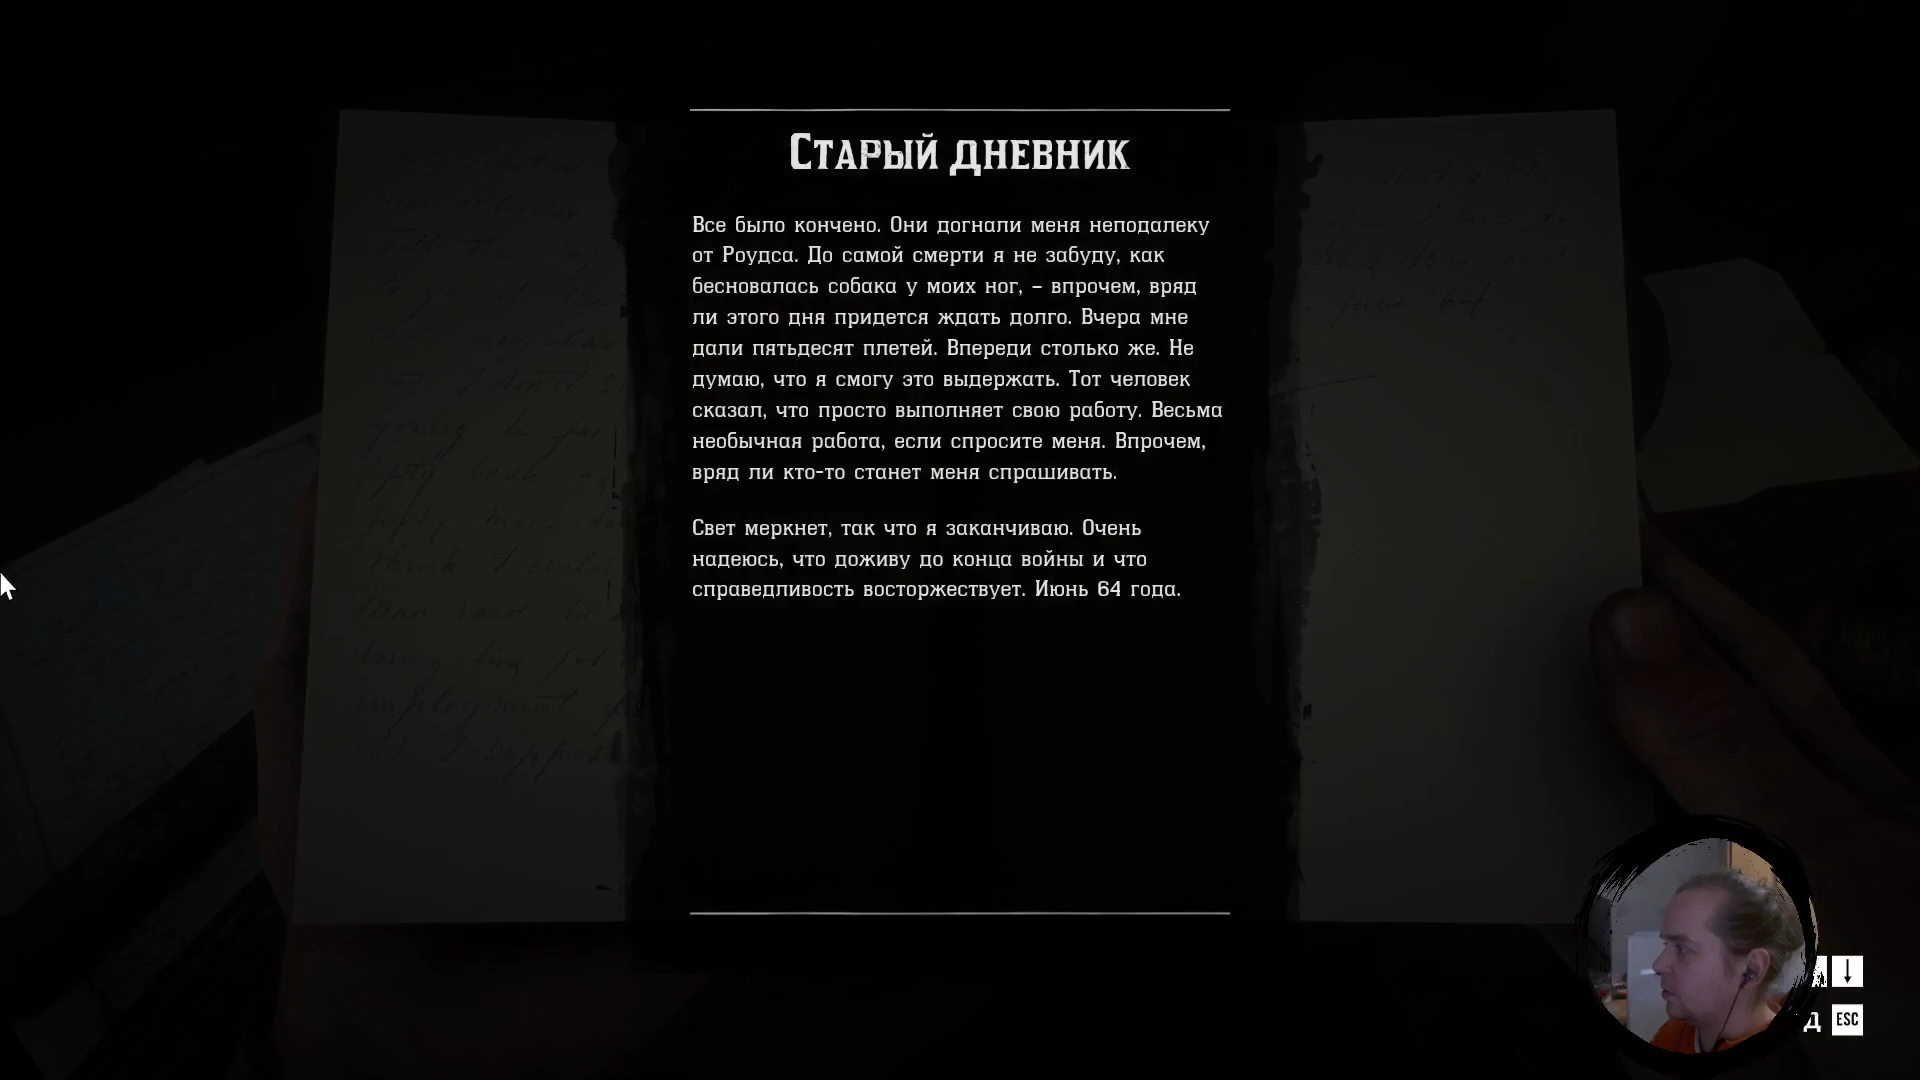 Старый дневник
Все было кончено. Они догнали меня неподалеку
от Роудса. До самой смерти я не забуду, как
бесновалась собака у моих ног, – впрочем, вряд
ли этого дня придется ждать долго. Вчера мне
дали пятьдесят плетей. Впереди столько же. Не
думаю, что я смогу это выдержать. Тот человек
сказал, что просто выполняет свою работу. Весьма
необычная работа, если спросите меня. Впрочем,
вряд ли кто-то станет меня спрашивать.
Свет меркнет, так что я заканчиваю. Очень
надеюсь, что доживу до конца войны и что
справедливость восторжествует. Июнь 64 года.
ESC